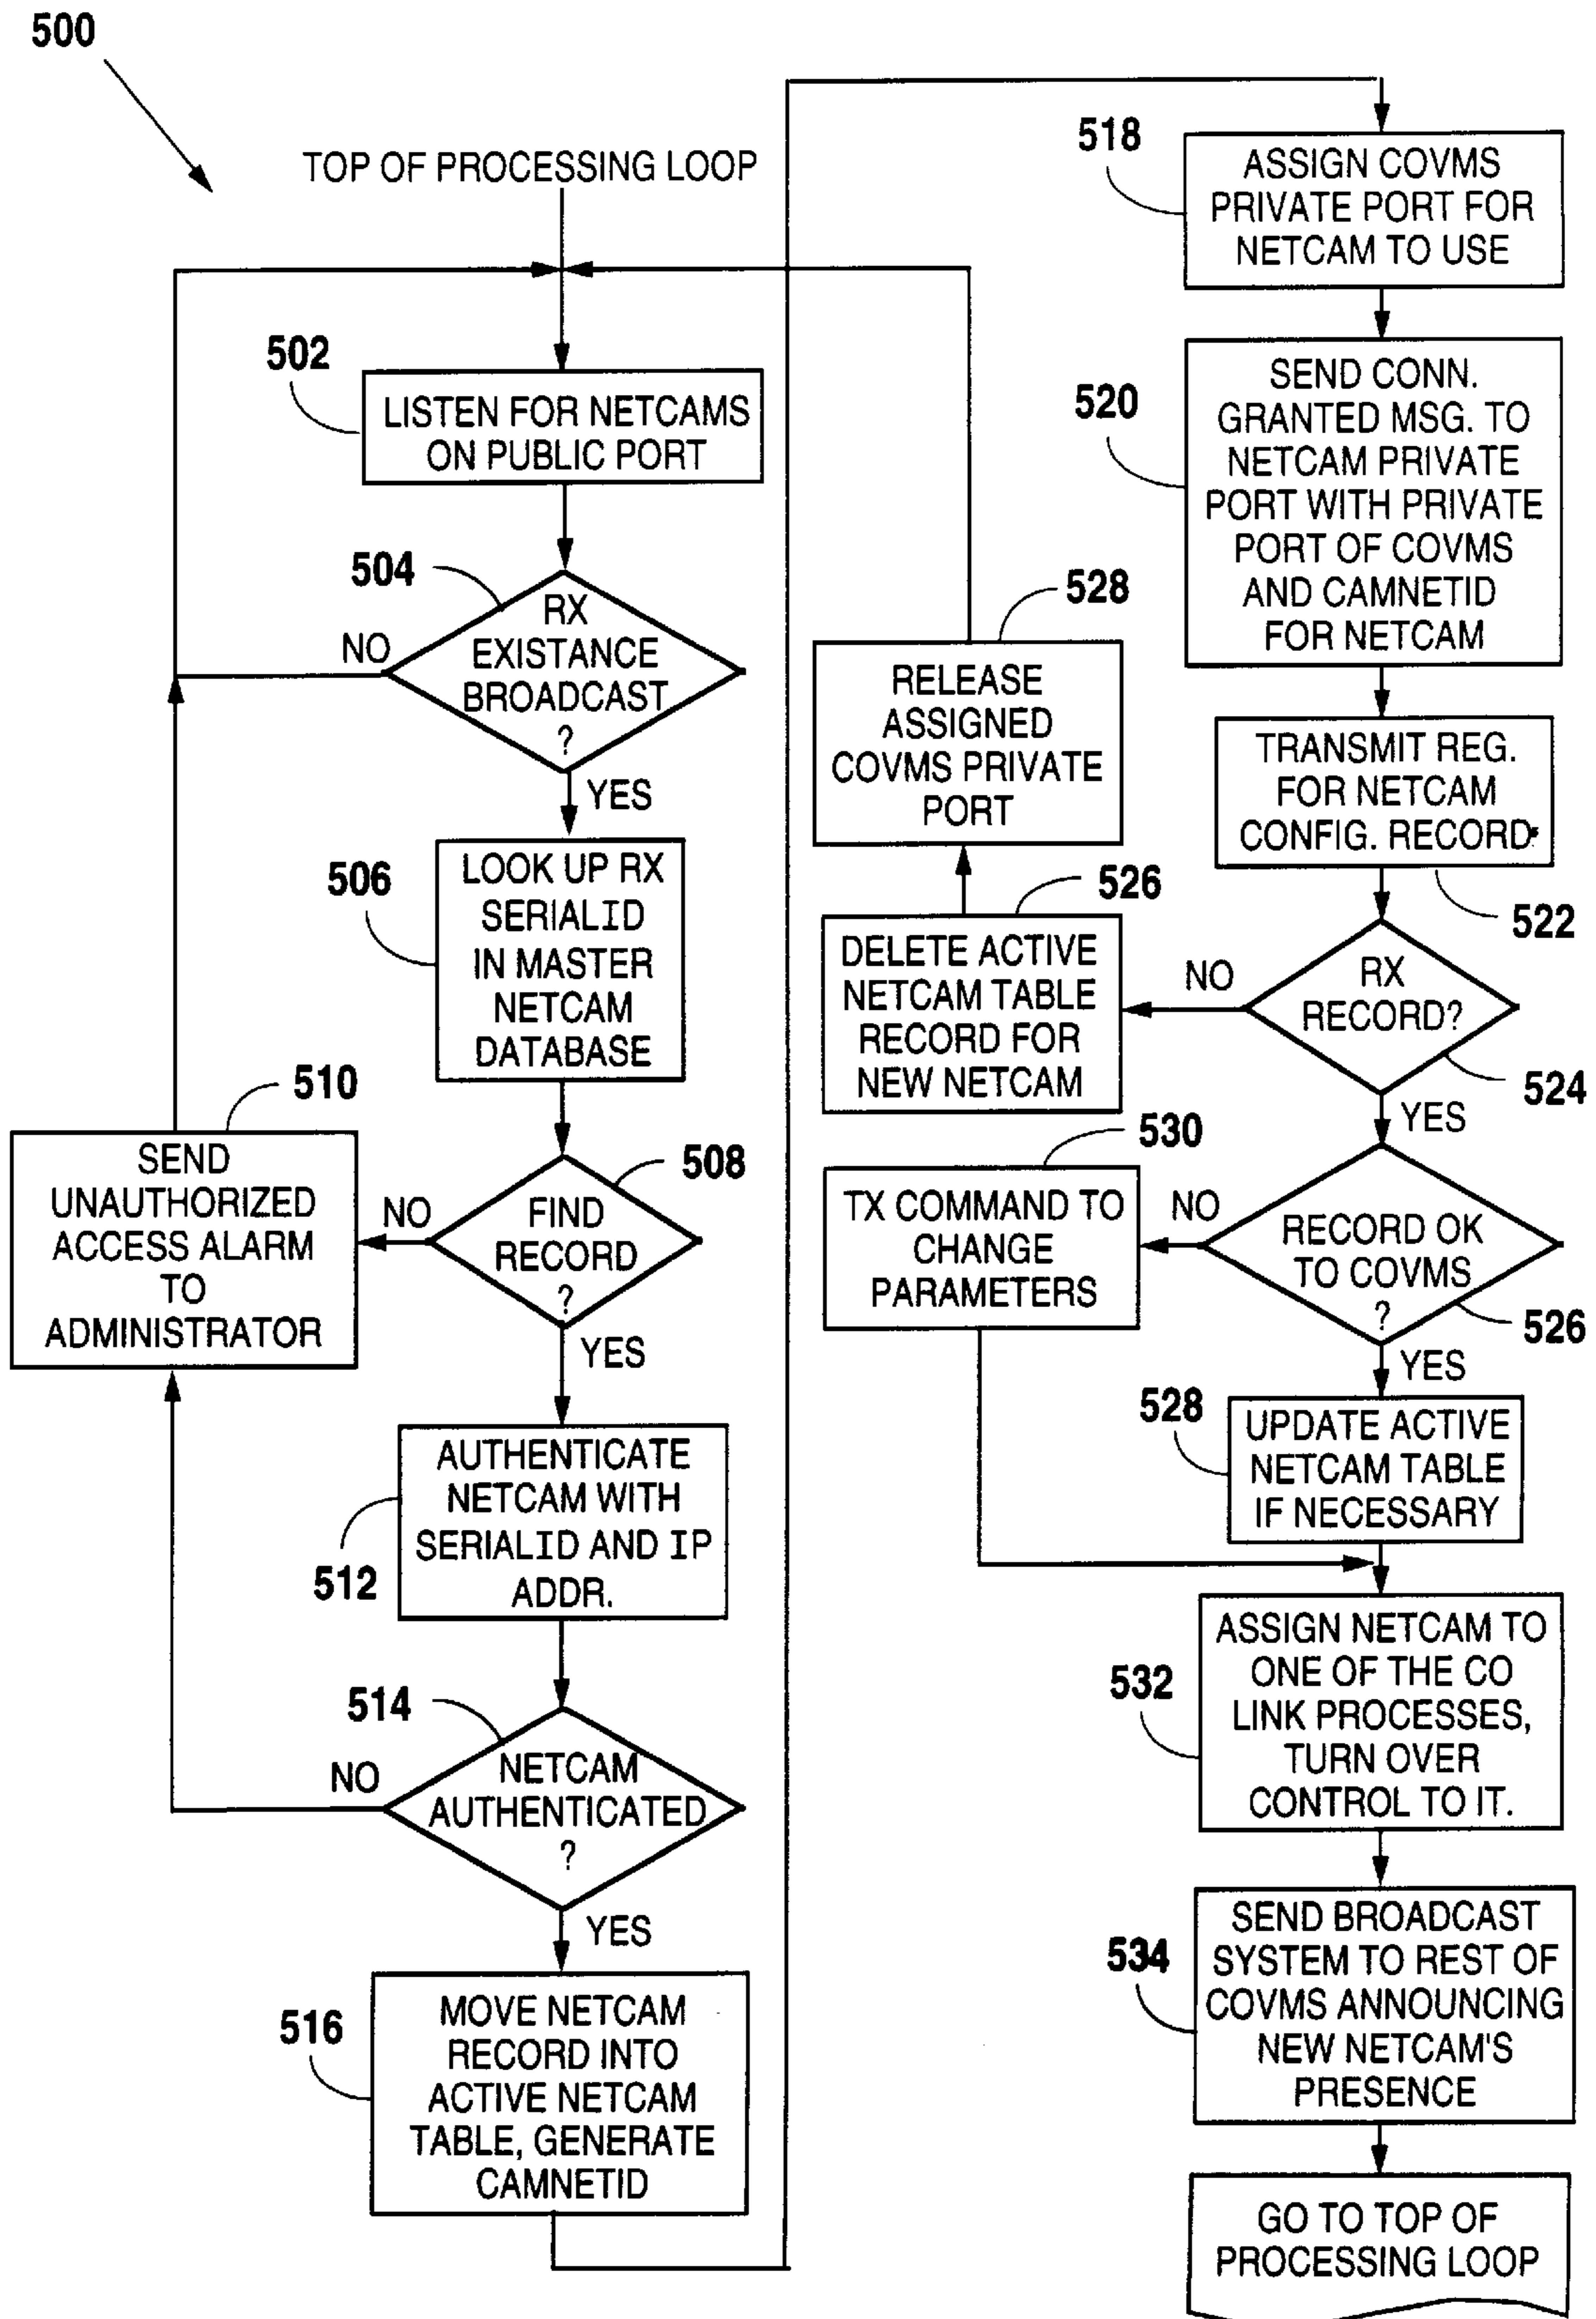 500
TOP OF PROCESSING LOOP
502
LISTEN FOR NETCAMS
ON PUBLIC PORT
504
RX
EXISTANCE
BROADCAST
?
NO
YES
506
LOOK UP RX
SERIALID
IN MASTER
NETCAM
DATABASE
510
SEND
UNAUTHORIZED
ACCESS ALARM
TO
ADMINISTRATOR
508
FIND
RECORD
?
NO
YES
512
AUTHENTICATE
NETCAM WITH
SERIALID AND IP
ADDR.
514
NETCAM
AUTHENTICATED
?
NO
YES
516
MOVE NETCAM
RECORD INTO
ACTIVE NETCAM
TABLE, GENERATE
CAMNETID
518
ASSIGN COVMS
PRIVATE PORT FOR
NETCAM TO USE
520
SEND CONN.
GRANTED MSG. TO
NETCAM PRIVATE
PORT WITH PRIVATE
PORT OF COVMS
AND CAMNETID
FOR NETCAM
TRANSMIT REG.
FOR NETCAM
CONFIG. RECORD.
522
RX
RECORD?
524
NO
YES
526
DELETE ACTIVE
NETCAM TABLE
RECORD FOR
NEW NETCAM
528
RELEASE
ASSIGNED
COVMS PRIVATE
PORT
RECORD OK
TO COVMS
?
526
NO
YES
530
TX COMMAND TO
CHANGE
PARAMETERS
528
UPDATE ACTIVE
NETCAM TABLE
IF NECESSARY
532
ASSIGN NETCAM TO
ONE OF THE CO
LINK PROCESSES,
TURN OVER
CONTROL TO IT.
534
SEND BROADCAST
SYSTEM TO REST OF
COVMS ANNOUNCING
NEW NETCAM'S
PRESENCE
GO TO TOP OF
PROCESSING LOOP